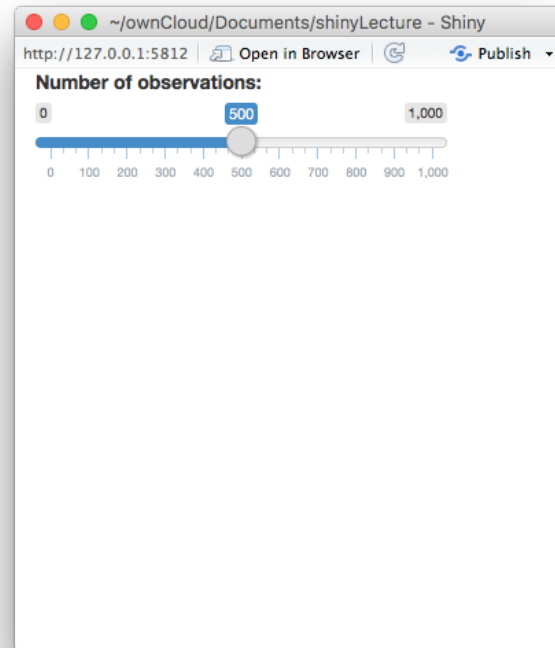 ~/ownCloud/Documents/shinyLecture - Shiny
http://127.0.0.1:5812 Open in Browser Publish
Number of observations:
0 500 1,000
0 100 200 300 400 500 600 700 800 900 1,000